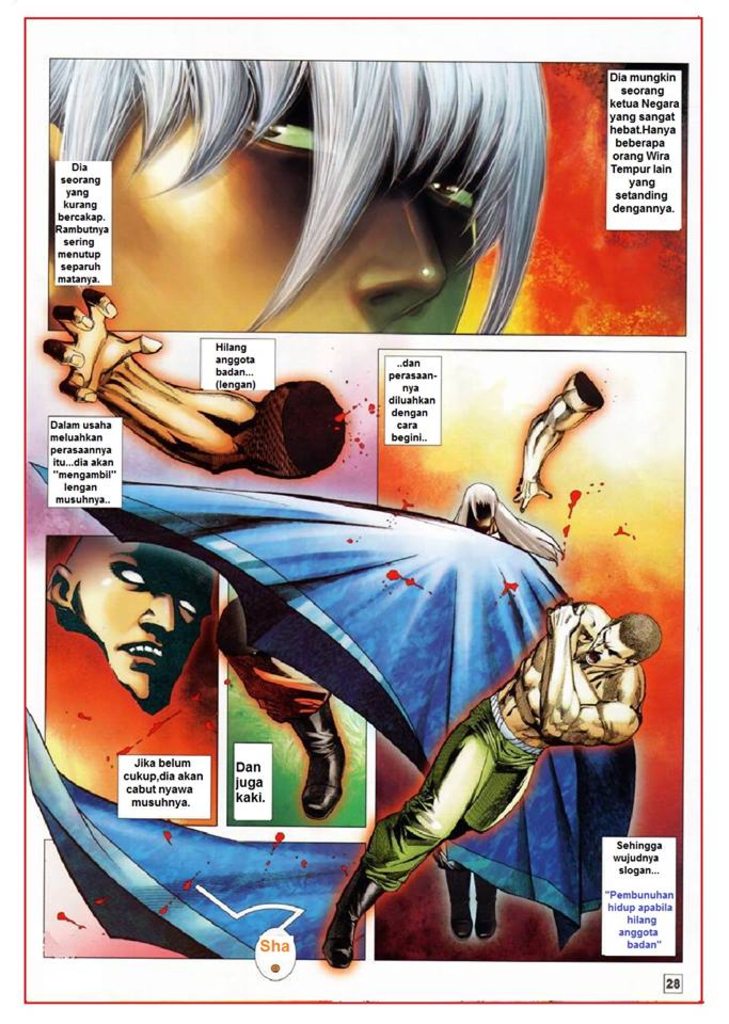 Dia mungkin
seorang
ketua Negara
yang sangat
hebat.Hanya
beberapa
orang Wira
Tempur lain
yang
setanding
dengannya.
Dia
seorang
yang
kurang
bercakap.
Rambutnya
sering
menutup
separuh
matanya.
Hilang
anggota
badan...
(lengan)
..dan
perasaan-
nya
diluahkan
dengan
cara
begini..
Dalam usaha
meluahkan
perasaannya
itu...dia akan
"mengambil"
lengan
musuhnya..
Jika belum
cukup,dia akan
cabut nyawa
musuhnya.
Dan
juga
kaki.
Sehingga
wujudnya
slogan...
"Pembunuhan
hidup apabila
hilang
anggota
badan"
Sha
28